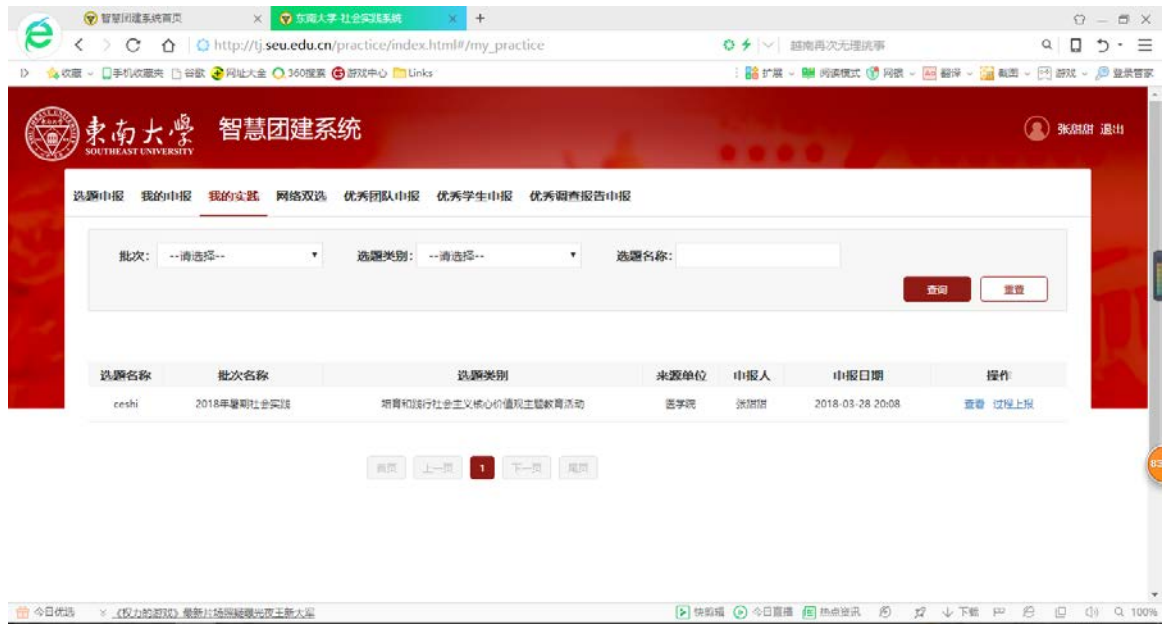 智慧团建系统首页
东南大学-社会实践系统
http://tj.seu.edu.cn/practice/index.html#/my_practice
越南再次无理挑事
收藏 手机收藏夹 谷歌 网址大全 360搜索 游戏中心 Links
扩展 阅读模式 网银 翻译 截图 游戏 登录管家
東南大學
SOUTHEAST UNIVERSITY
智慧团建系统
张甜甜 退出
选题申报 我的申报 我的实践 网络双选 优秀团队申报 优秀学生申报 优秀调查报告申报
批次: --请选择-- 选题类别: --请选择-- 选题名称:
查询 重置
选题名称 批次名称 选题类别 来源单位 申报人 申报日期 操作
ceshi 2018年暑期社会实践 培育和践行社会主义核心价值观主题教育活动 医学院 张甜甜 2018-03-28 20:08 查看 过程上报
首页 上一页 1 下一页 尾页
83
今日优选 《权力的游戏》最新片场照疑曝光夜王新大军
快剪辑 今日直播 热点资讯 下载 100%